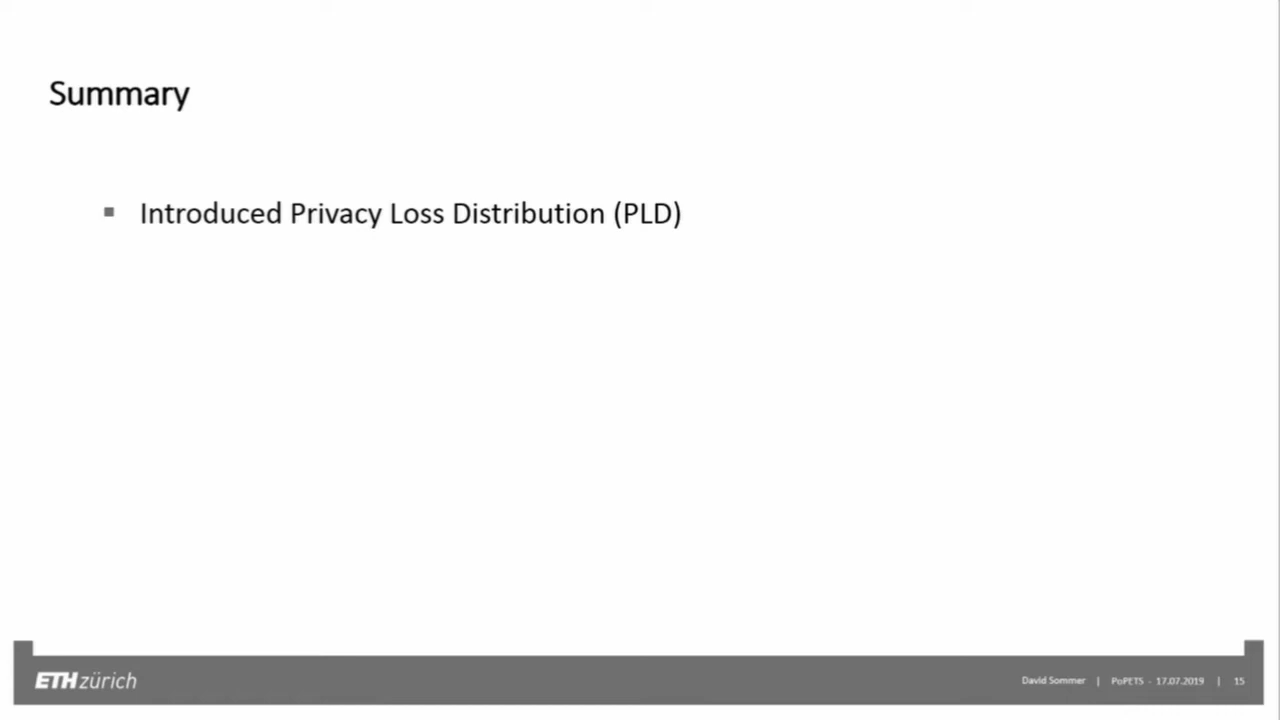 Summary
▪ Introduced Privacy Loss Distribution (PLD)
ETH zürich
David Sommer | PoPETS - 17.07.2019 | 15